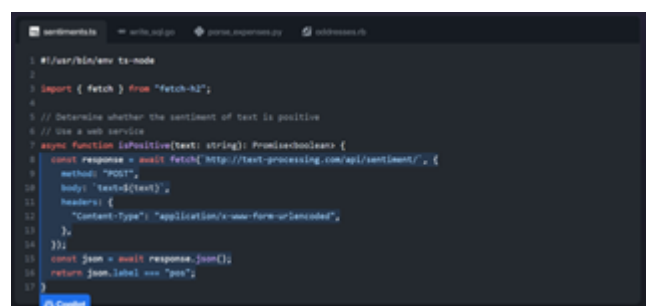 sentiments.ts write_sql.go parse_expenses.py addresses.rb
1 #!/usr/bin/env ts-node
2
3 import { fetch } from "fetch-h2";
4
5 // Determine whether the sentiment of text is positive
6 // Use a web service
7 async function isPositive(text: string): Promise<boolean> {
8 const response = await fetch(`http://text-processing.com/api/sentiment/`, {
9 method: "POST",
10 body: `text=${text}`,
11 headers: {
12 "Content-Type": "application/x-www-form-urlencoded",
13 },
14 });
15 const json = await response.json();
16 return json.label === "pos";
17 }
Copilot